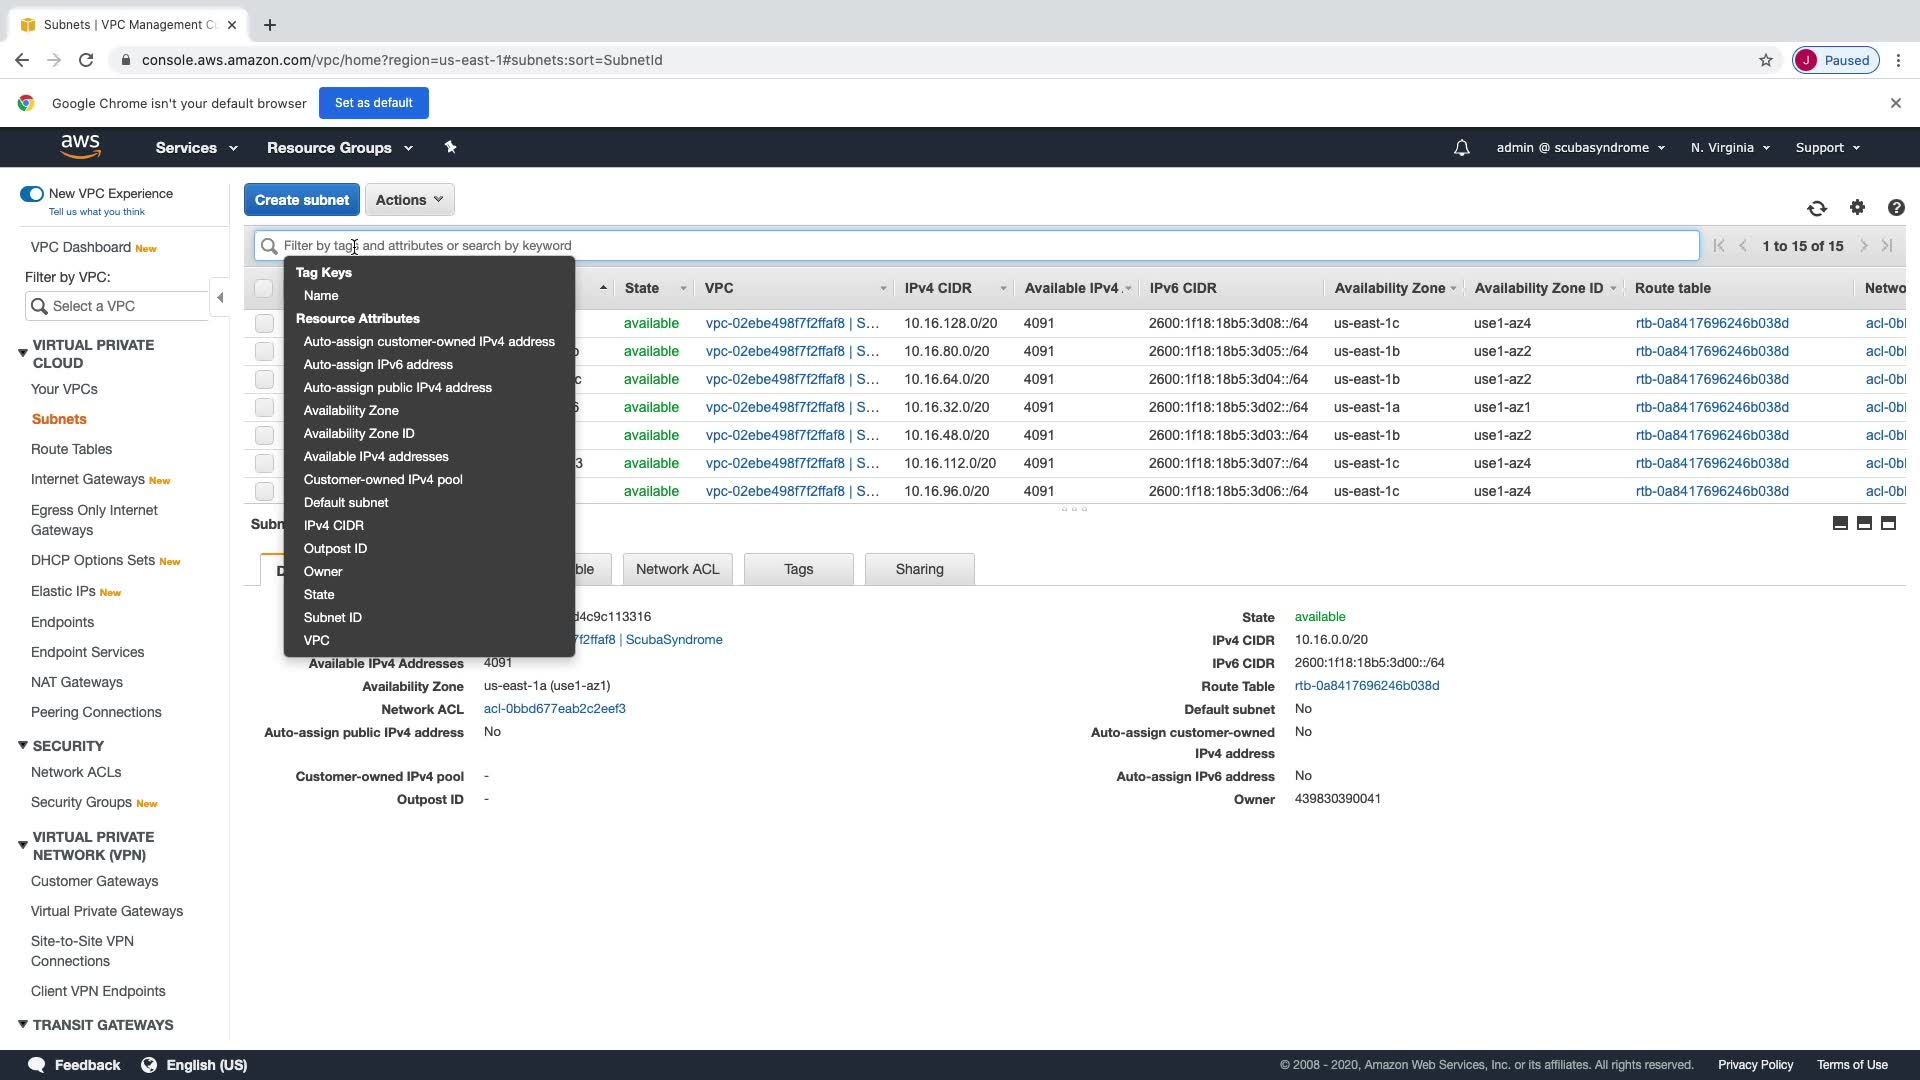 Subnets | VPC Management C
console.aws.amazon.com/vpc/home?region=us-east-1#subnets:sort=SubnetId
J Paused
Google Chrome isn't your default browser
Set as default
aws
Services
Resource Groups
admin @ scubasyndrome
N. Virginia
Support
New VPC Experience
Tell us what you think
VPC Dashboard New
Filter by VPC:
Select a VPC
VIRTUAL PRIVATE
CLOUD
Your VPCs
Subnets
Route Tables
Internet Gateways New
Egress Only Internet
Gateways
DHCP Options Sets New
Elastic IPs New
Endpoints
Endpoint Services
NAT Gateways
Peering Connections
SECURITY
Network ACLs
Security Groups New
VIRTUAL PRIVATE
NETWORK (VPN)
Customer Gateways
Virtual Private Gateways
Site-to-Site VPN
Connections
Client VPN Endpoints
TRANSIT GATEWAYS
Create subnet
Actions
Filter by tags and attributes or search by keyword
1 to 15 of 15
Tag Keys
Name
Resource Attributes
Auto-assign customer-owned IPv4 address
Auto-assign IPv6 address
Auto-assign public IPv4 address
Availability Zone
Availability Zone ID
Available IPv4 addresses
Customer-owned IPv4 pool
Default subnet
IPv4 CIDR
Outpost ID
Owner
State
Subnet ID
VPC
State VPC IPv4 CIDR Available IPv4 IPv6 CIDR Availability Zone Availability Zone ID Route table Netwo
available vpc-02ebe498f7f2ffaf8 | S... 10.16.128.0/20 4091 2600:1f18:18b5:3d08::/64 us-east-1c use1-az4 rtb-0a8417696246b038d acl-0bl
available vpc-02ebe498f7f2ffaf8 | S... 10.16.80.0/20 4091 2600:1f18:18b5:3d05::/64 us-east-1b use1-az2 rtb-0a8417696246b038d acl-0bl
c available vpc-02ebe498f7f2ffaf8 | S... 10.16.64.0/20 4091 2600:1f18:18b5:3d04::/64 us-east-1b use1-az2 rtb-0a8417696246b038d acl-0bl
available vpc-02ebe498f7f2ffaf8 | S... 10.16.32.0/20 4091 2600:1f18:18b5:3d02::/64 us-east-1a use1-az1 rtb-0a8417696246b038d acl-0bl
available vpc-02ebe498f7f2ffaf8 | S... 10.16.48.0/20 4091 2600:1f18:18b5:3d03::/64 us-east-1b use1-az2 rtb-0a8417696246b038d acl-0bl
3 available vpc-02ebe498f7f2ffaf8 | S... 10.16.112.0/20 4091 2600:1f18:18b5:3d07::/64 us-east-1c use1-az4 rtb-0a8417696246b038d acl-0bl
available vpc-02ebe498f7f2ffaf8 | S... 10.16.96.0/20 4091 2600:1f18:18b5:3d06::/64 us-east-1c use1-az4 rtb-0a8417696246b038d acl-0bl
Subn
D ble Network ACL Tags Sharing
d4c9c113316
7f2ffaf8 | ScubaSyndrome
Available IPv4 Addresses 4091
Availability Zone us-east-1a (use1-az1)
Network ACL acl-0bbd677eab2c2eef3
Auto-assign public IPv4 address No
Customer-owned IPv4 pool -
Outpost ID -
State available
IPv4 CIDR 10.16.0.0/20
IPv6 CIDR 2600:1f18:18b5:3d00::/64
Route Table rtb-0a8417696246b038d
Default subnet No
Auto-assign customer-owned No
IPv4 address
Auto-assign IPv6 address No
Owner 439830390041
Feedback
English (US)
© 2008 - 2020, Amazon Web Services, Inc. or its affiliates. All rights reserved.
Privacy Policy
Terms of Use